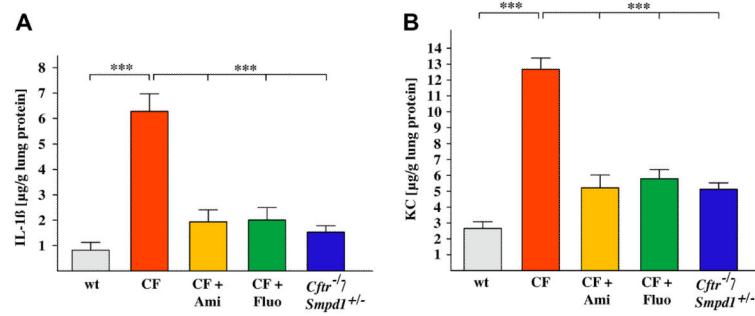 A
IL-1ß [µg/g lung protein]
8
7
6
5
4
3
2
1
***
***
wt
CF
CF +
Ami
CF +
Fluo
Cftr-/-/
Smpd1+/-
B
KC [µg/g lung protein]
14
13
12
11
10
9
8
7
6
5
4
3
2
1
***
***
wt
CF
CF +
Ami
CF +
Fluo
Cftr-/-/
Smpd1+/-